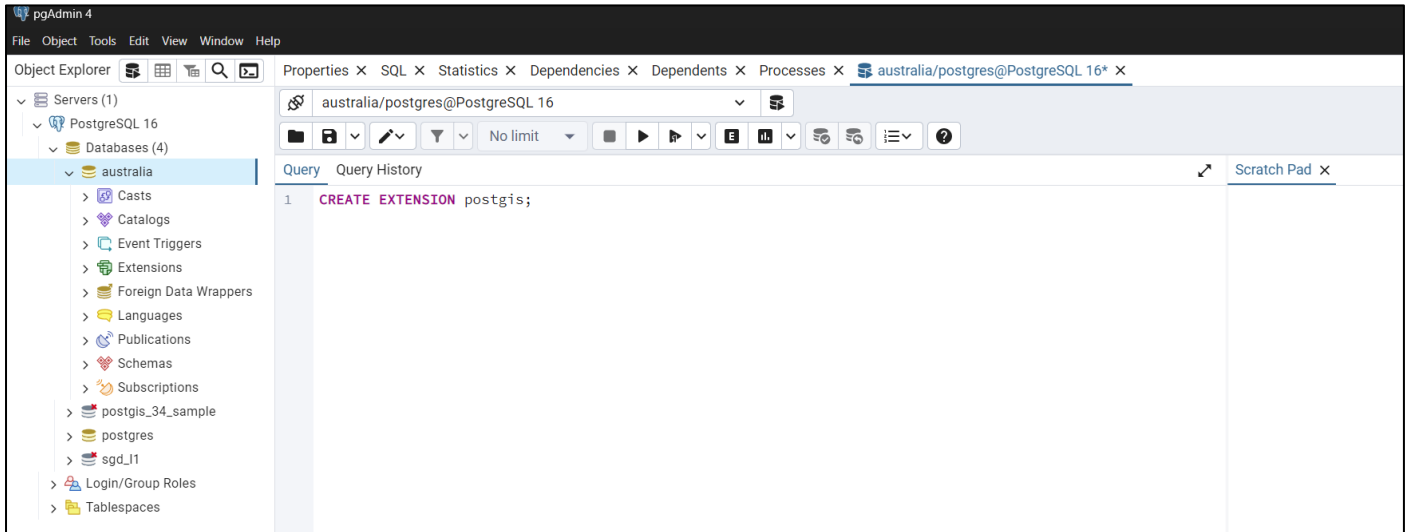 pgAdmin 4
File Object Tools Edit View Window Help
Object Explorer
Properties SQL Statistics Dependencies Dependents Processes australia/postgres@PostgreSQL 16*
Servers (1)
australia/postgres@PostgreSQL 16
PostgreSQL 16
No limit
E
Databases (4)
australia
Query Query History
Scratch Pad
Casts
1 CREATE EXTENSION postgis;
Catalogs
Event Triggers
Extensions
Foreign Data Wrappers
Languages
Publications
Schemas
Subscriptions
postgis_34_sample
postgres
sgd_l1
Login/Group Roles
Tablespaces